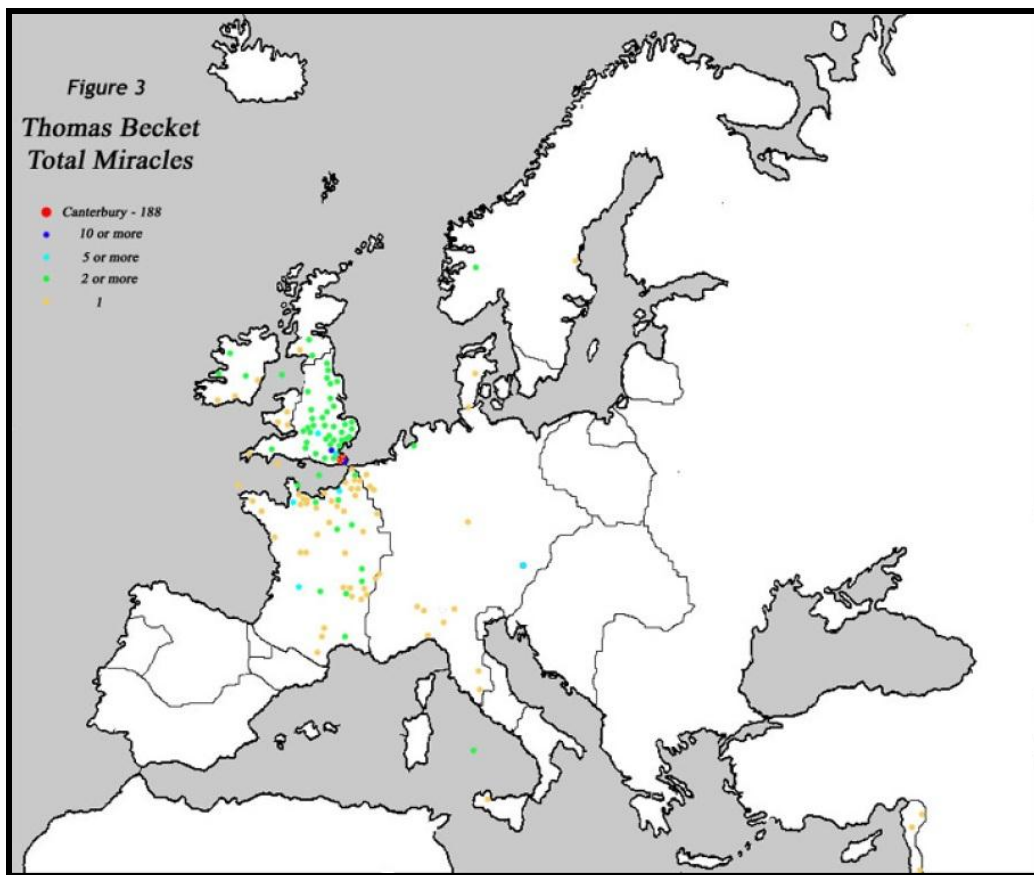 Figure 3
Thomas Becket
Total Miracles
Canterbury - 188
10 or more
5 or more
2 or more
1